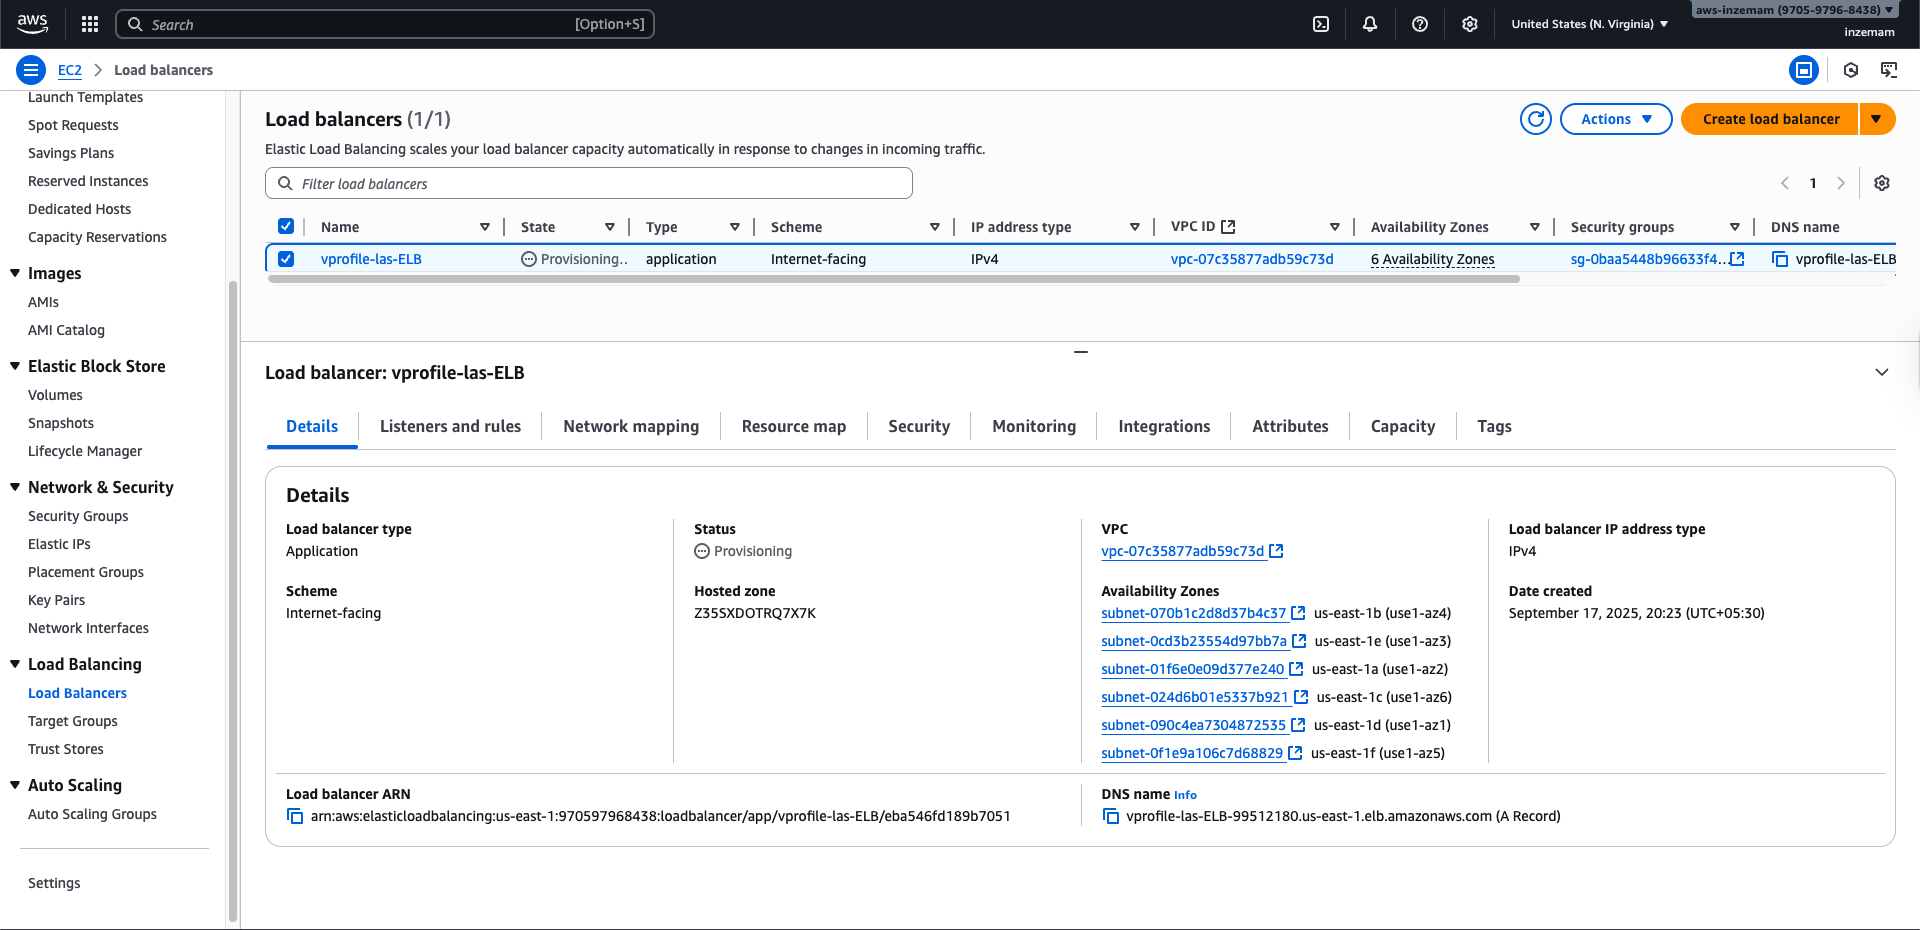 aws
Search
[Option+S]
United States (N. Virginia)
aws-inzemam (9705-9796-8438)
inzemam
EC2
Load balancers
Launch Templates
Spot Requests
Savings Plans
Reserved Instances
Dedicated Hosts
Capacity Reservations
Images
AMIs
AMI Catalog
Elastic Block Store
Volumes
Snapshots
Lifecycle Manager
Network & Security
Security Groups
Elastic IPs
Placement Groups
Key Pairs
Network Interfaces
Load Balancing
Load Balancers
Target Groups
Trust Stores
Auto Scaling
Auto Scaling Groups
Settings
Load balancers (1/1)
Actions
Create load balancer
Elastic Load Balancing scales your load balancer capacity automatically in response to changes in incoming traffic.
Filter load balancers
1
Name State Type Scheme IP address type VPC ID Availability Zones Security groups DNS name
vprofile-las-ELB Provisioning.. application Internet-facing IPv4 vpc-07c35877adb59c73d 6 Availability Zones sg-0baa5448b96633f4... vprofile-las-ELB
Load balancer: vprofile-las-ELB
Details Listeners and rules Network mapping Resource map Security Monitoring Integrations Attributes Capacity Tags
Details
Load balancer type
Application
Scheme
Internet-facing
Status
Provisioning
Hosted zone
Z35SXDOTRQ7X7K
VPC
vpc-07c35877adb59c73d
Availability Zones
subnet-070b1c2d8d37b4c37 us-east-1b (use1-az4)
subnet-0cd3b23554d97bb7a us-east-1e (use1-az3)
subnet-01f6e0e09d377e240 us-east-1a (use1-az2)
subnet-024d6b01e5337b921 us-east-1c (use1-az6)
subnet-090c4ea7304872535 us-east-1d (use1-az1)
subnet-0f1e9a106c7d68829 us-east-1f (use1-az5)
Load balancer IP address type
IPv4
Date created
September 17, 2025, 20:23 (UTC+05:30)
Load balancer ARN
arn:aws:elasticloadbalancing:us-east-1:970597968438:loadbalancer/app/vprofile-las-ELB/eba546fd189b7051
DNS name Info
vprofile-las-ELB-99512180.us-east-1.elb.amazonaws.com (A Record)